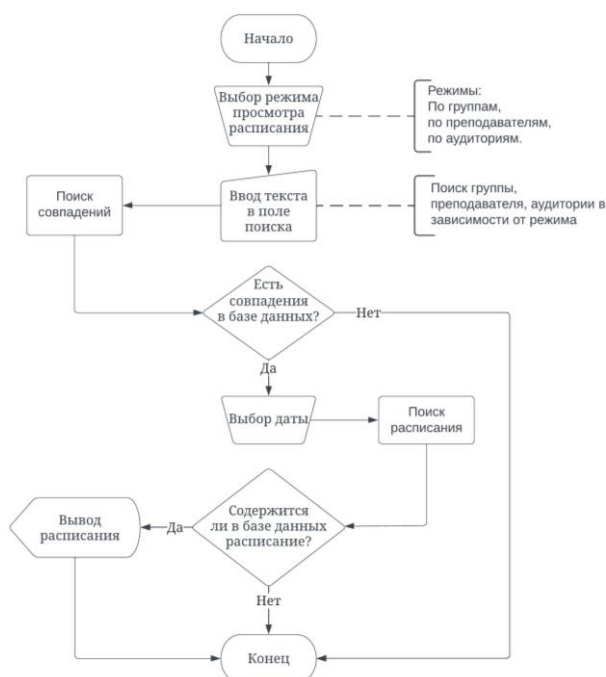 Начало
Выбор режима
просмотра
расписания
Режимы:
По группам,
по преподавателям,
по аудиториям.
Поиск
совпадений
Ввод текста
в поле
поиска
Поиск группы,
преподавателя, аудитории в
зависимости от режима
Есть
совпадения
в базе данных?
Нет
Да
Выбор даты
Поиск
расписания
Содержится
ли в базе данных
расписание?
Да
Вывод
расписания
Нет
Конец